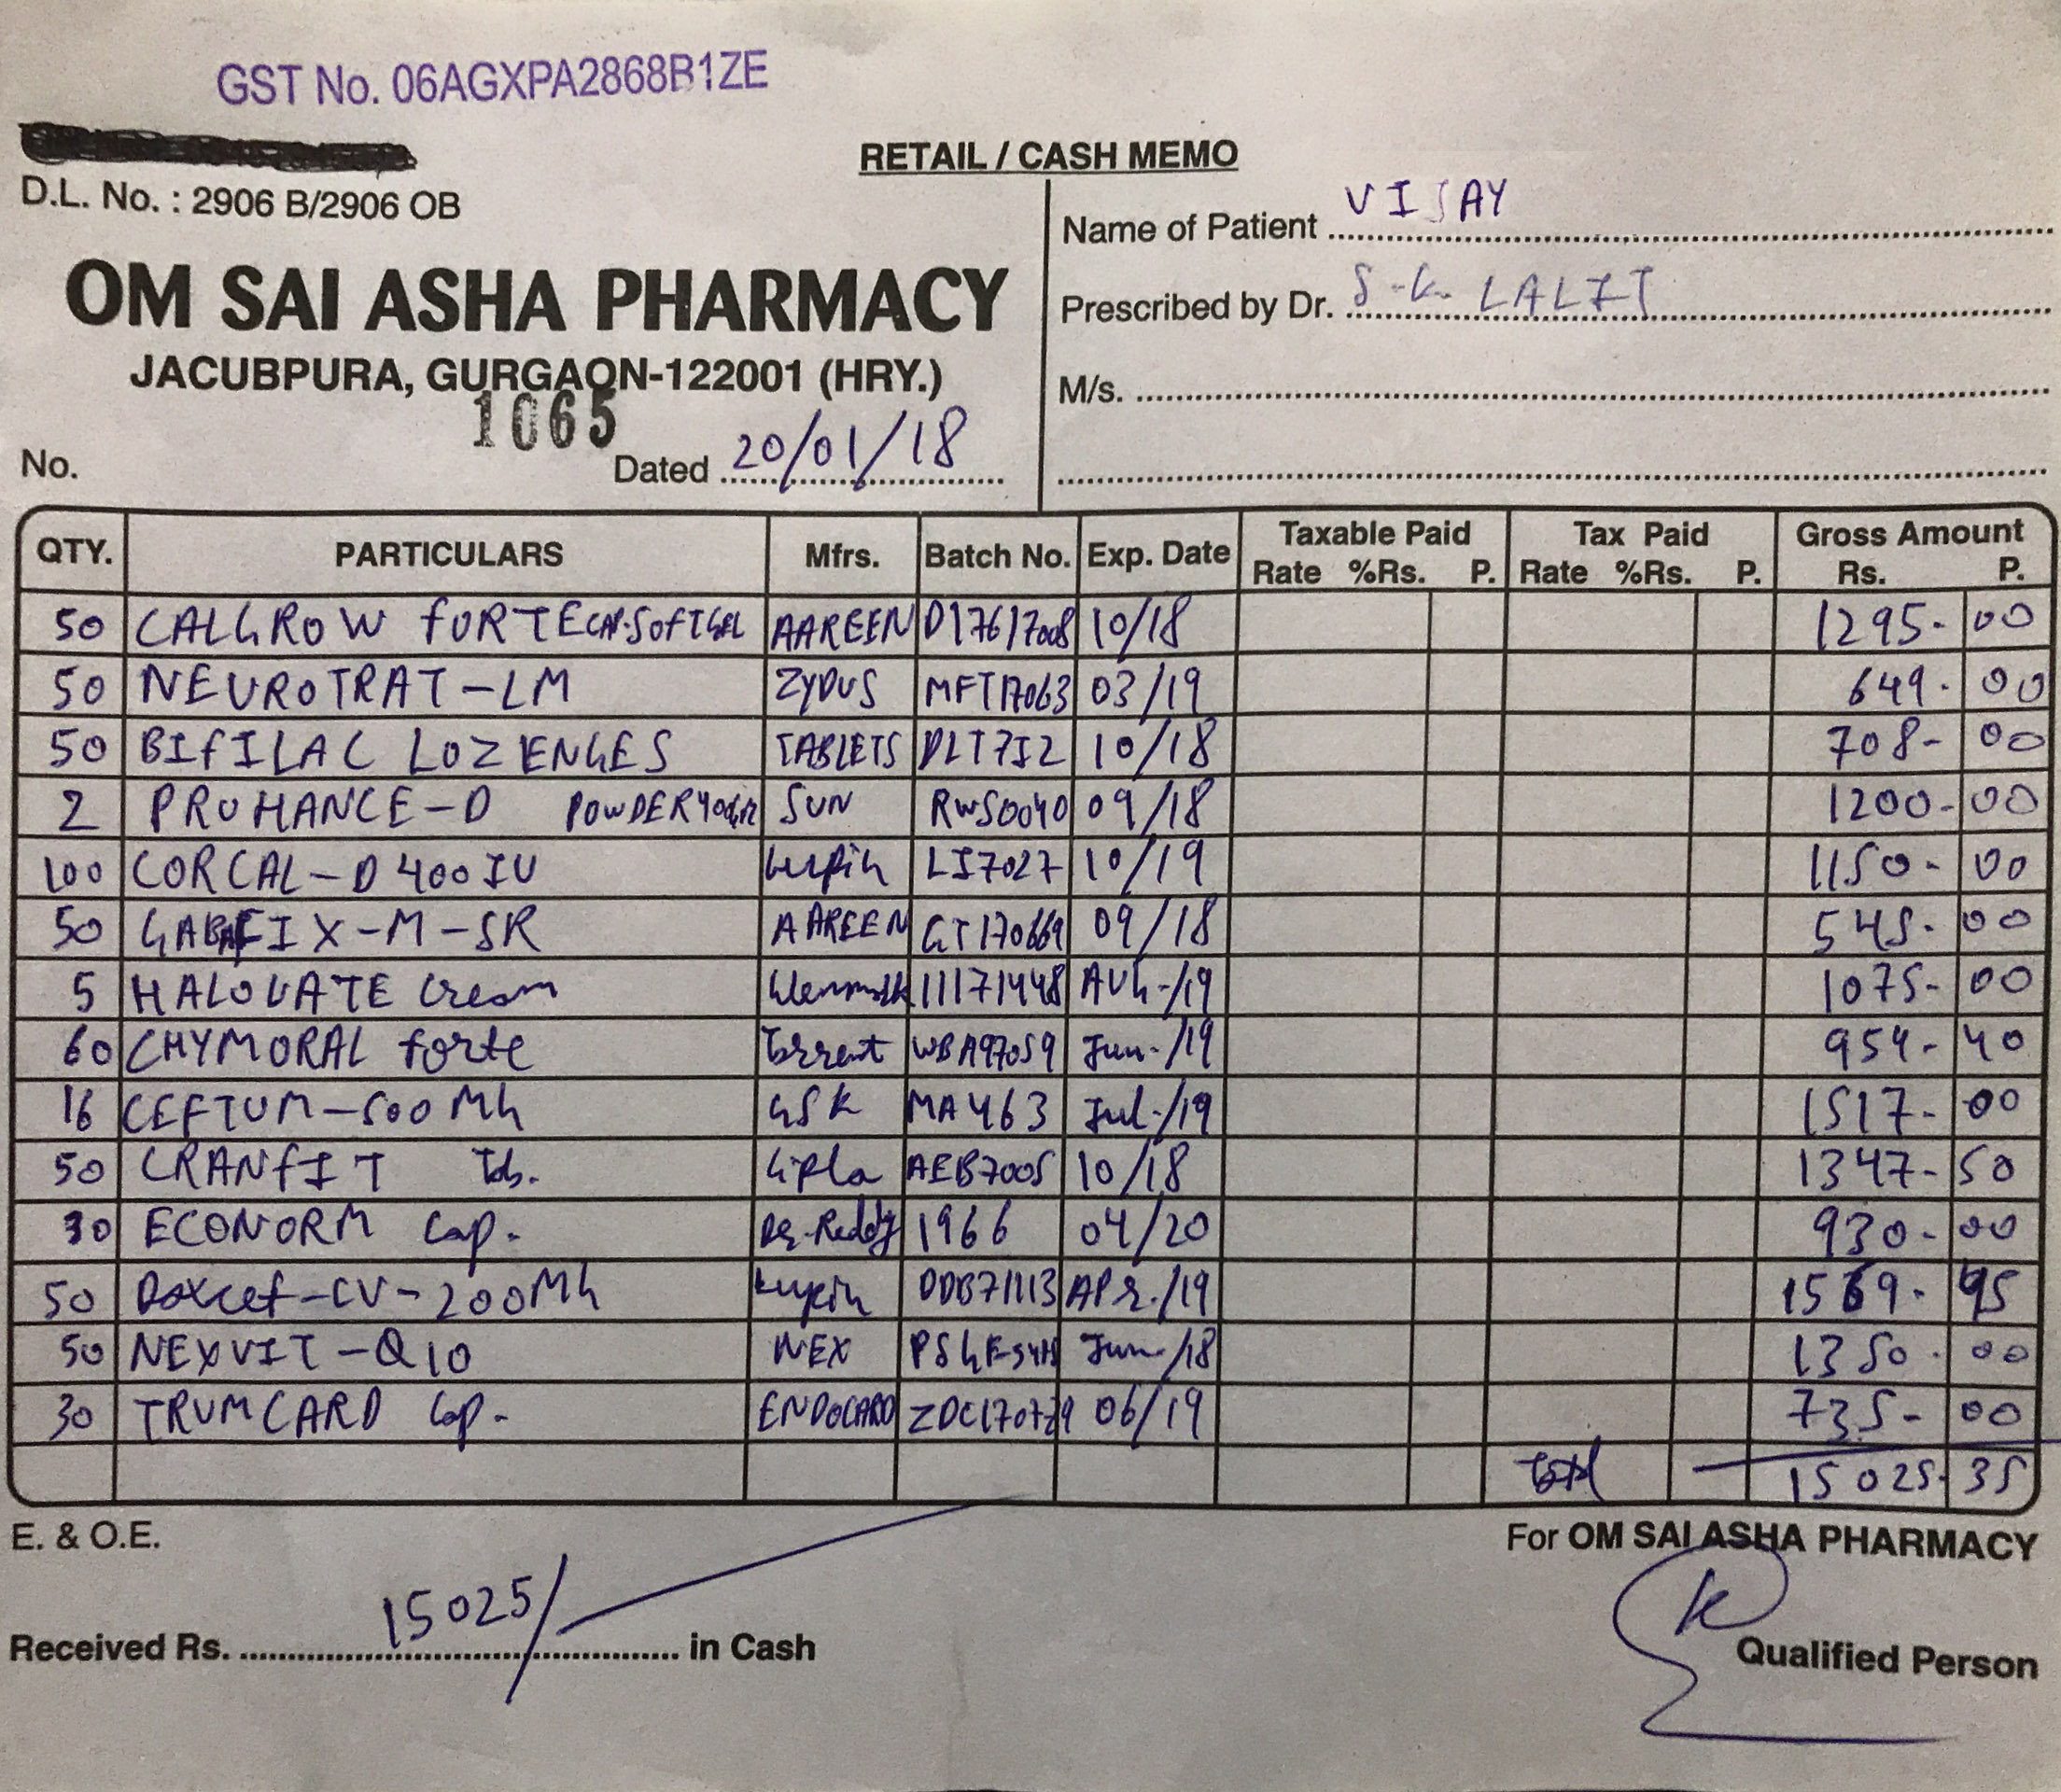 GST No. 06AGXPA2868B1ZE
RETAIL / CASH MEMO
D.L. No. : 2906 B/2906 OB
Name of Patient VIJAY
OM SAI ASHA PHARMACY
Prescribed by Dr. S.K. LALIT
JACUBPURA, GURGAON-122001 (HRY.)
M/s.
No. 1065 Dated 20/01/18
QTY. PARTICULARS Mfrs. Batch No. Exp. Date Taxable Paid Rate %Rs. P. Tax Paid Rate %Rs. P. Gross Amount Rs. P.
50 CALGROW FORTE CAP. SOFTGEL AAREEN D17617008 10/18 1295-00
50 NEUROTRAT-LM ZYDUS MFT17063 03/19 649-00
50 BIFILAC LOZENGES TABLETS DLT7I2 10/18 708-00
2 PROHANCE-D POWDER 400gm SUN RWS0040 09/18 1200-00
100 CORCAL-D 400IU Lupin LI7027 10/19 1150-00
50 GABAFIX-M-SR AAREEN GT170669 09/18 545-00
5 HALOVATE Cream Glenmark 11171448 AUG-/19 1075-00
60 CHYMORAL forte Torrent WBA97059 Jun-/19 954-40
16 CEFTUM-500MG GSK MA463 Jul-/19 1517-00
50 CRANFIT Tab. Cipla AEB7005 10/18 1347-50
30 ECONORM Cap. Dr. Reddy 1966 04/20 930-00
50 Doxcef-CV-200MG Lupin DDB71113 APr./19 1569-95
50 NEXVIT-Q10 NEX Jun-/18 1350-00
30 TRUMCARD Cap. ENDOCARD 06/19 735-00
Total 15025-35
E. & O.E.
For OM SAI ASHA PHARMACY
Received Rs. 15025/ in Cash
Qualified Person